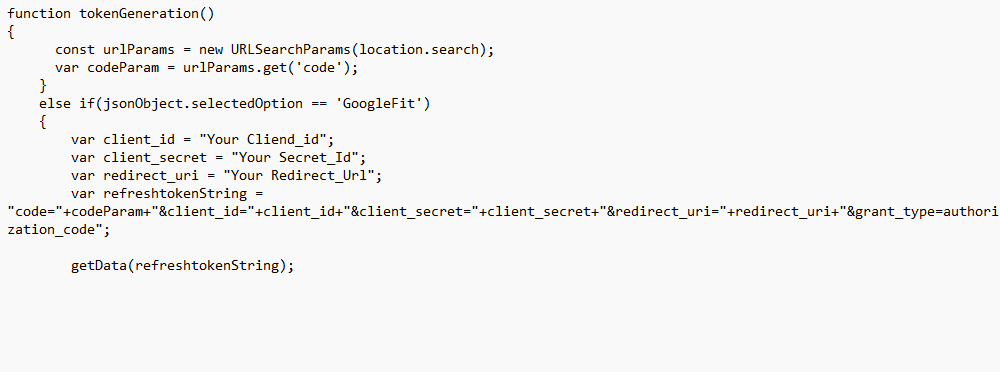 function tokenGeneration()
{
const urlParams = new URLSearchParams(location.search);
var codeParam = urlParams.get('code');
}
else if(jsonObject.selectedOption == 'GoogleFit')
{
var client_id = "Your Cliend_id";
var client_secret = "Your Secret_Id";
var redirect_uri = "Your Redirect_Url";
var refreshtokenString =
"code="+codeParam+"&client_id="+client_id+"&client_secret="+client_secret+"&redirect_uri="+redirect_uri+"&grant_type=authori
zation_code";
getData(refreshtokenString);